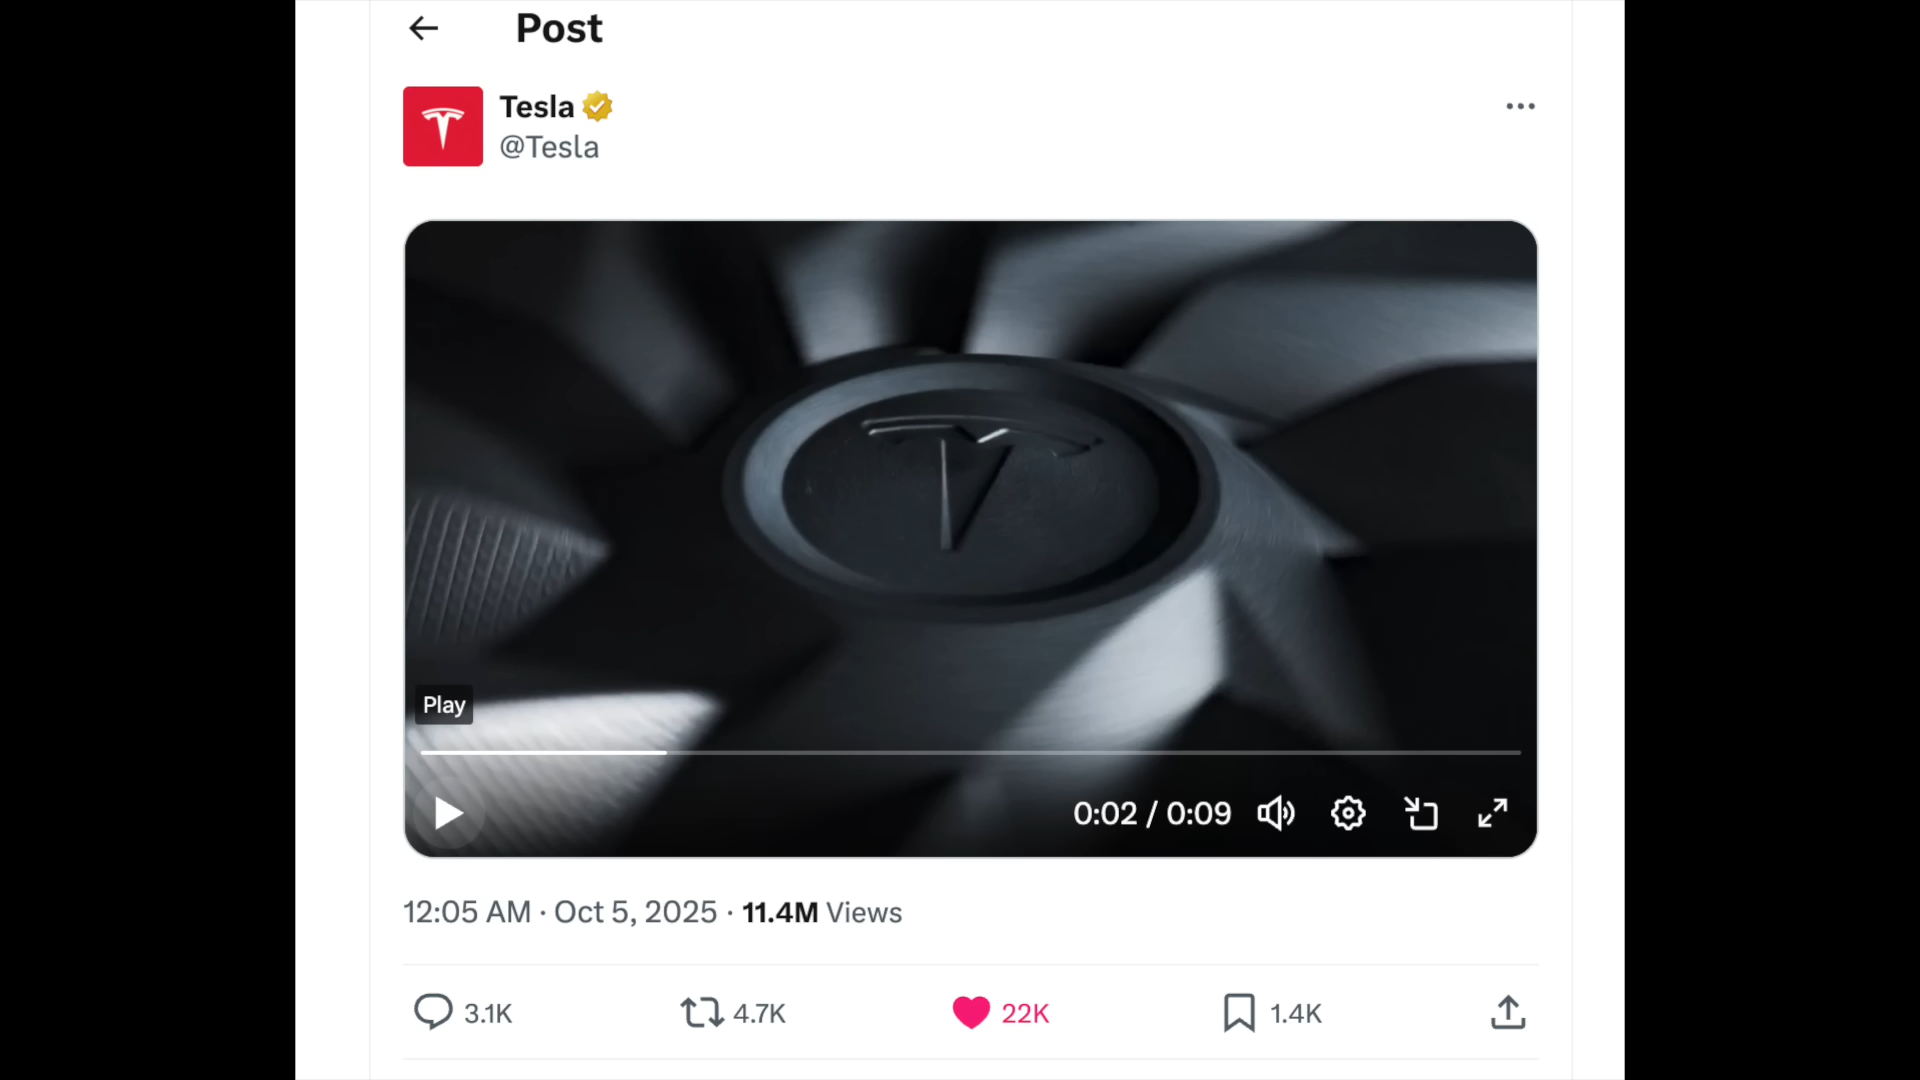 Post
Tesla
@Tesla
Play
0:02 / 0:09
12:05 AM · Oct 5, 2025 · 11.4M Views
3.1K 4.7K 22K 1.4K